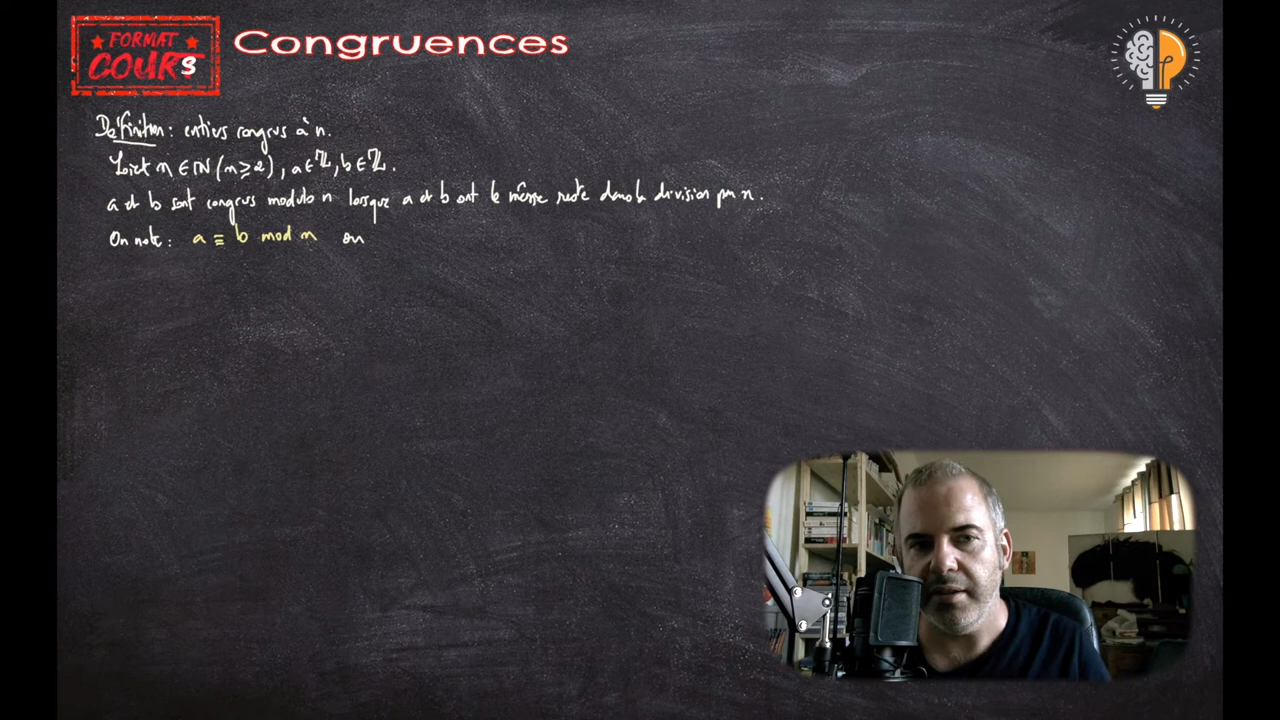 FORMAT
COURS
Congruences
Définition : entiers congrus à n.
Soit n ∈ ℕ (n ⩾ 2), a ∈ ℤ, b ∈ ℤ.
a et b sont congrus modulo n lorsque a et b ont le même reste dans la division par n.
On note : a ≡ b mod n ou